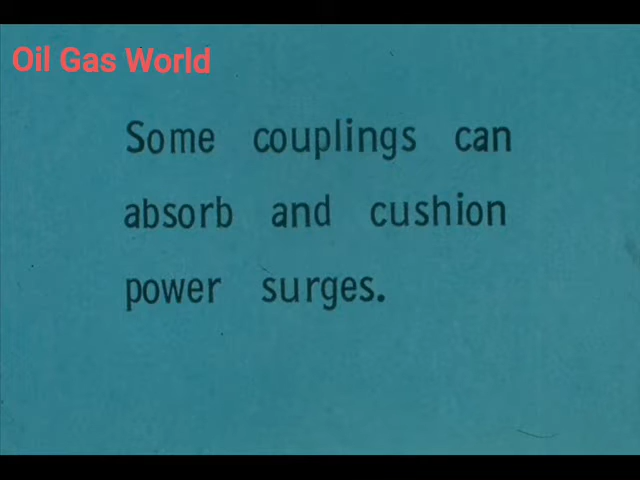 Oil Gas World
Some couplings can
absorb and cushion
power surges.